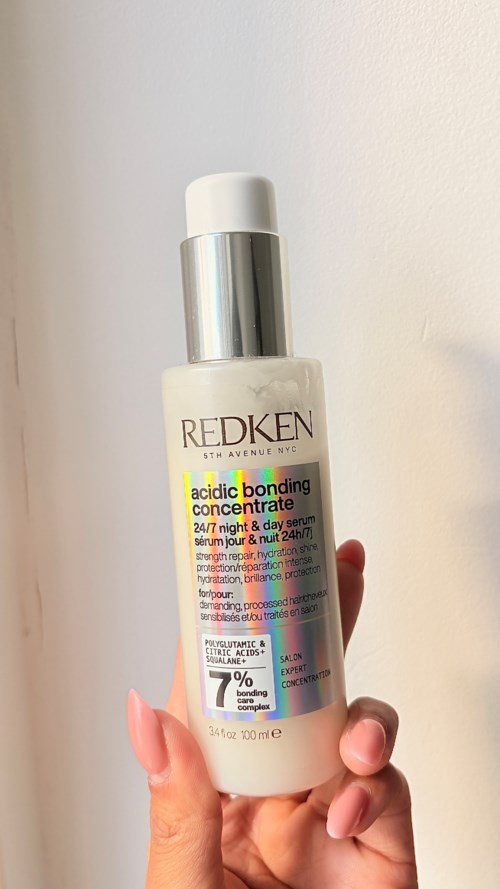 REDKEN
5TH AVENUE NYC
acidic bonding
concentrate
24/7 night & day serum
sérum jour & nuit 24h/7j
strength repair, hydration, shine,
protection/réparation intense,
hydratation, brillance, protection
for/pour:
demanding, processed hair/cheveux
sensibilisés et/ou traités en salon
POLYGLUTAMIC &
CITRIC ACIDS+
SQUALANE+
7%
bonding
care
complex
SALON
EXPERT
CONCENTRATION
3.4 fl oz 100 ml e